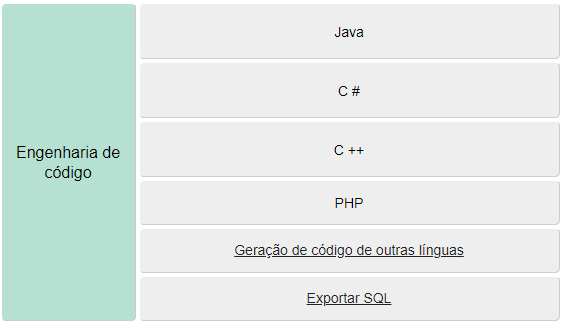 Java
C #
Engenharia de
código
C ++
PHP
Geração de código de outras línguas
Exportar SQL